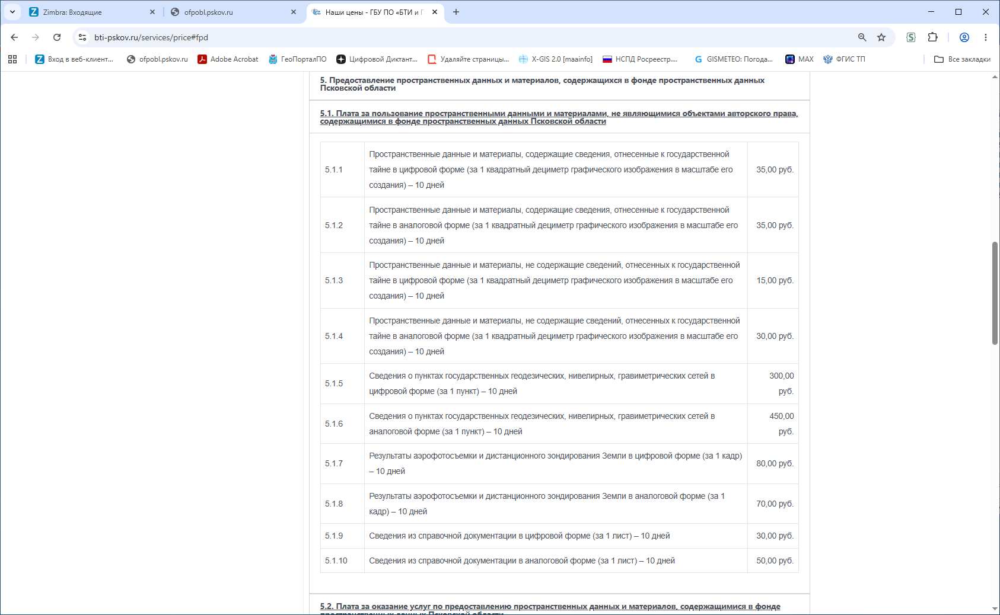 Zimbra: Входящие
ofpobl.pskov.ru
Наши цены - ГБУ ПО «БТИ и Г
bti-pskov.ru/services/price#fpd
Вход в веб-клиент...
ofpobl.pskov.ru
Adobe Acrobat
ГеоПорталПО
Цифровой Диктант...
Удаляйте страницы...
X-GIS 2.0 [maainfo]
НСПД Росреестр....
GISMETEO: Погода...
MAX
ФГИС ТП
Все закладки
5. Предоставление пространственных данных и материалов, содержащихся в фонде пространственных данных
Псковской области
5.1. Плата за пользование пространственными данными и материалами, не являющимися объектами авторского права,
содержащимися в фонде пространственных данных Псковской области
5.1.1
Пространственные данные и материалы, содержащие сведения, отнесенные к государственной
тайне в цифровой форме (за 1 квадратный дециметр графического изображения в масштабе его
создания) – 10 дней
35,00 руб.
5.1.2
Пространственные данные и материалы, содержащие сведения, отнесенные к государственной
тайне в аналоговой форме (за 1 квадратный дециметр графического изображения в масштабе его
создания) – 10 дней
35,00 руб.
5.1.3
Пространственные данные и материалы, не содержащие сведений, отнесенных к государственной
тайне в цифровой форме (за 1 квадратный дециметр графического изображения в масштабе его
создания) – 10 дней
15,00 руб.
5.1.4
Пространственные данные и материалы, не содержащие сведений, отнесенных к государственной
тайне в аналоговой форме (за 1 квадратный дециметр графического изображения в масштабе его
создания) – 10 дней
30,00 руб.
5.1.5
Сведения о пунктах государственных геодезических, нивелирных, гравиметрических сетей в
цифровой форме (за 1 пункт) – 10 дней
300,00
руб.
5.1.6
Сведения о пунктах государственных геодезических, нивелирных, гравиметрических сетей в
аналоговой форме (за 1 пункт) – 10 дней
450,00
руб.
5.1.7
Результаты аэрофотосъемки и дистанционного зондирования Земли в цифровой форме (за 1 кадр)
– 10 дней
80,00 руб.
5.1.8
Результаты аэрофотосъемки и дистанционного зондирования Земли в аналоговой форме (за 1
кадр) – 10 дней
70,00 руб.
5.1.9
Сведения из справочной документации в цифровой форме (за 1 лист) – 10 дней
30,00 руб.
5.1.10
Сведения из справочной документации в аналоговой форме (за 1 лист) – 10 дней
50,00 руб.
5.2. Плата за оказание услуг по предоставлению пространственных данных и материалов, содержащимися в фонде
пространственных данных Псковской области